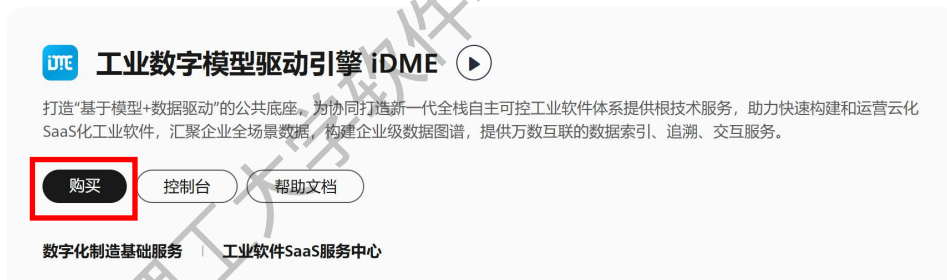 iDME
工业数字模型驱动引擎 iDME
打造“基于模型+数据驱动”的公共底座，为协同打造新一代全栈自主可控工业软件体系提供根技术服务，助力快速构建和运营云化
SaaS化工业软件，汇聚企业全场景数据，构建企业级数据图谱，提供万数互联的数据索引、追溯、交互服务。
购买 控制台 帮助文档
数字化制造基础服务 | 工业软件SaaS服务中心
理工大学软件